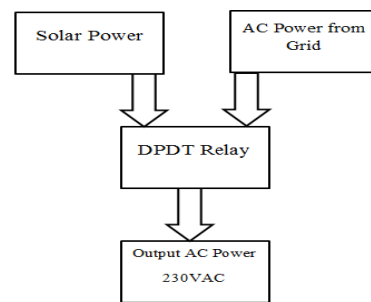 Solar Power
AC Power from
Grid
DPDT Relay
Output AC Power
230VAC